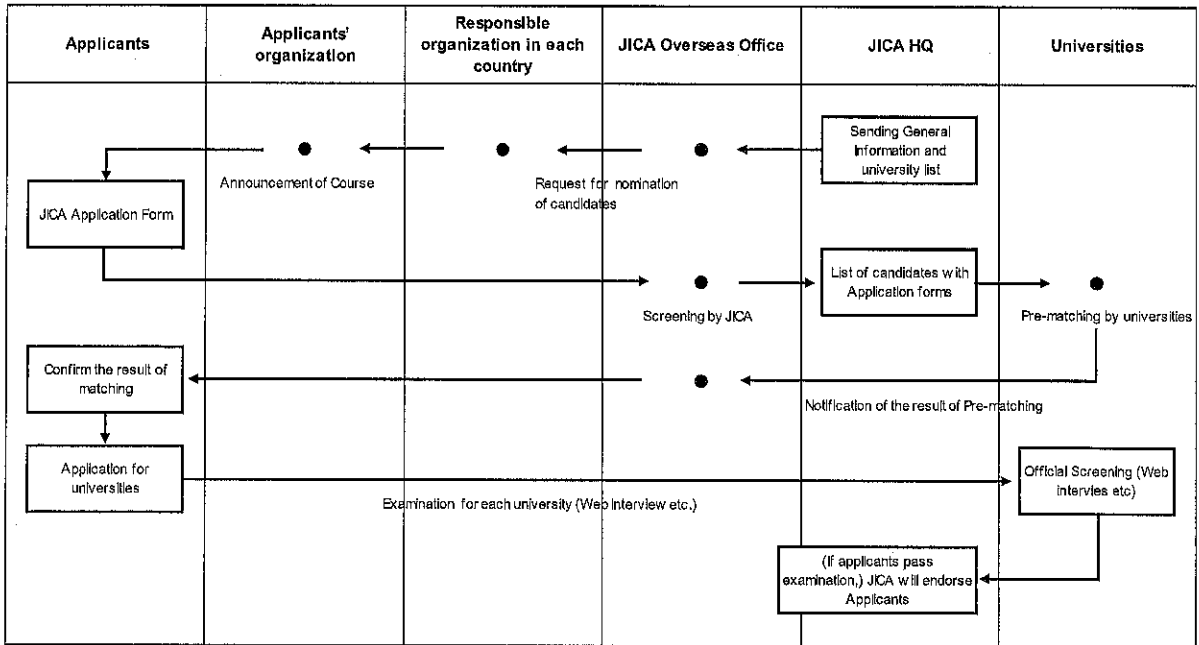 Applicants
Applicants'
organization
Responsible
organization in each
country
JICA Overseas Office
JICA HQ
Universities
Sending General
Information and
university list
Announcement of Course
Request for nomination
of candidates
JICA Application Form
List of candidates with
Application forms
Screening by JICA
Pre-matching by universities
Confirm the result of
matching
Notification of the result of Pre-matching
Application for
universities
Official Screening (Web
intervies etc)
Examination for each university (Web Interview etc.)
(If applicants pass
examination,) JICA will endorse
Applicants